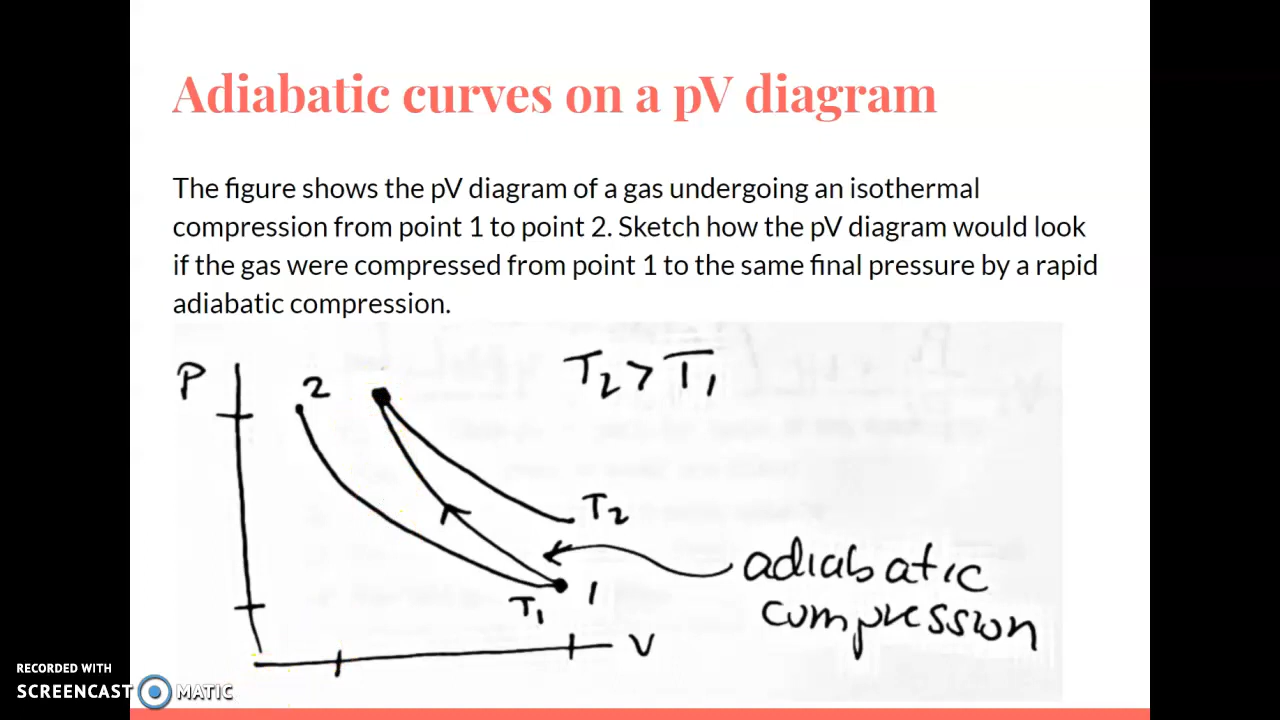 Adiabatic curves on a pV diagram
The figure shows the pV diagram of a gas undergoing an isothermal
compression from point 1 to point 2. Sketch how the pV diagram would look
if the gas were compressed from point 1 to the same final pressure by a rapid
adiabatic compression.
P
2
T₂ > T₁
T₂
adiabatic
compression
T₁
1
V
RECORDED WITH
SCREENCAST MATIC